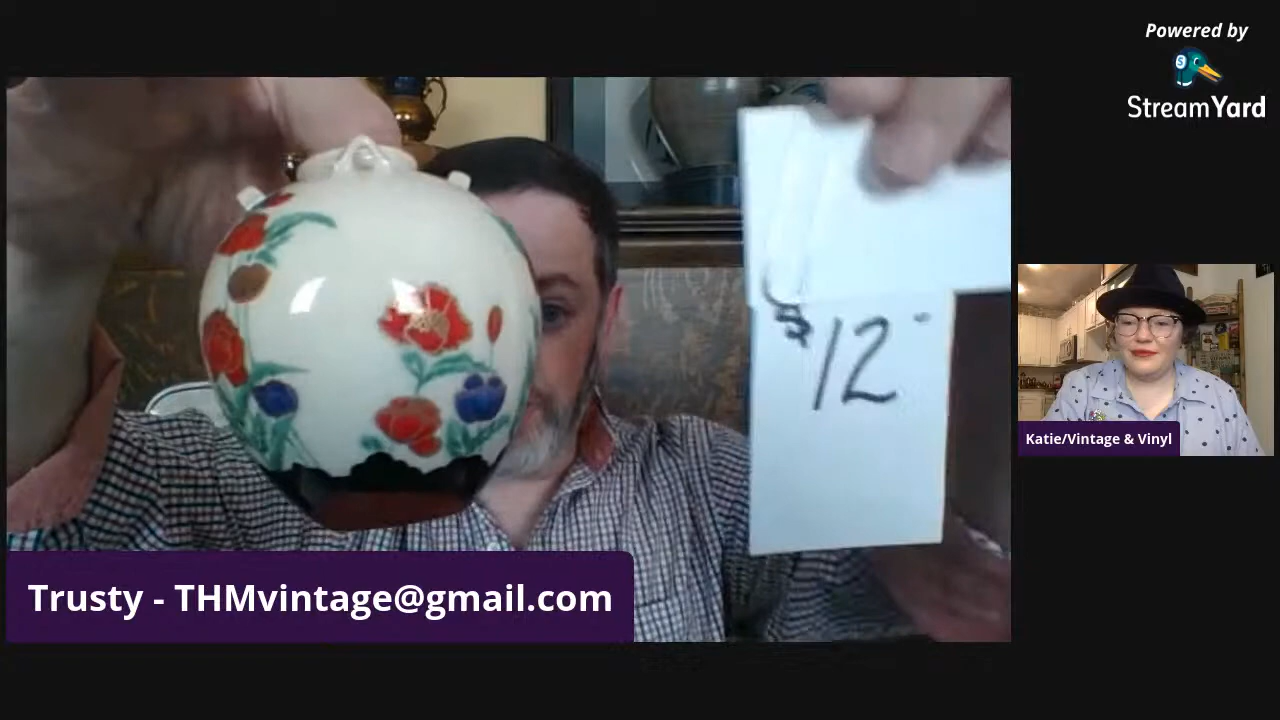 Powered by
StreamYard
$12
Katie/Vintage & Vinyl
Trusty - THMvintage@gmail.com